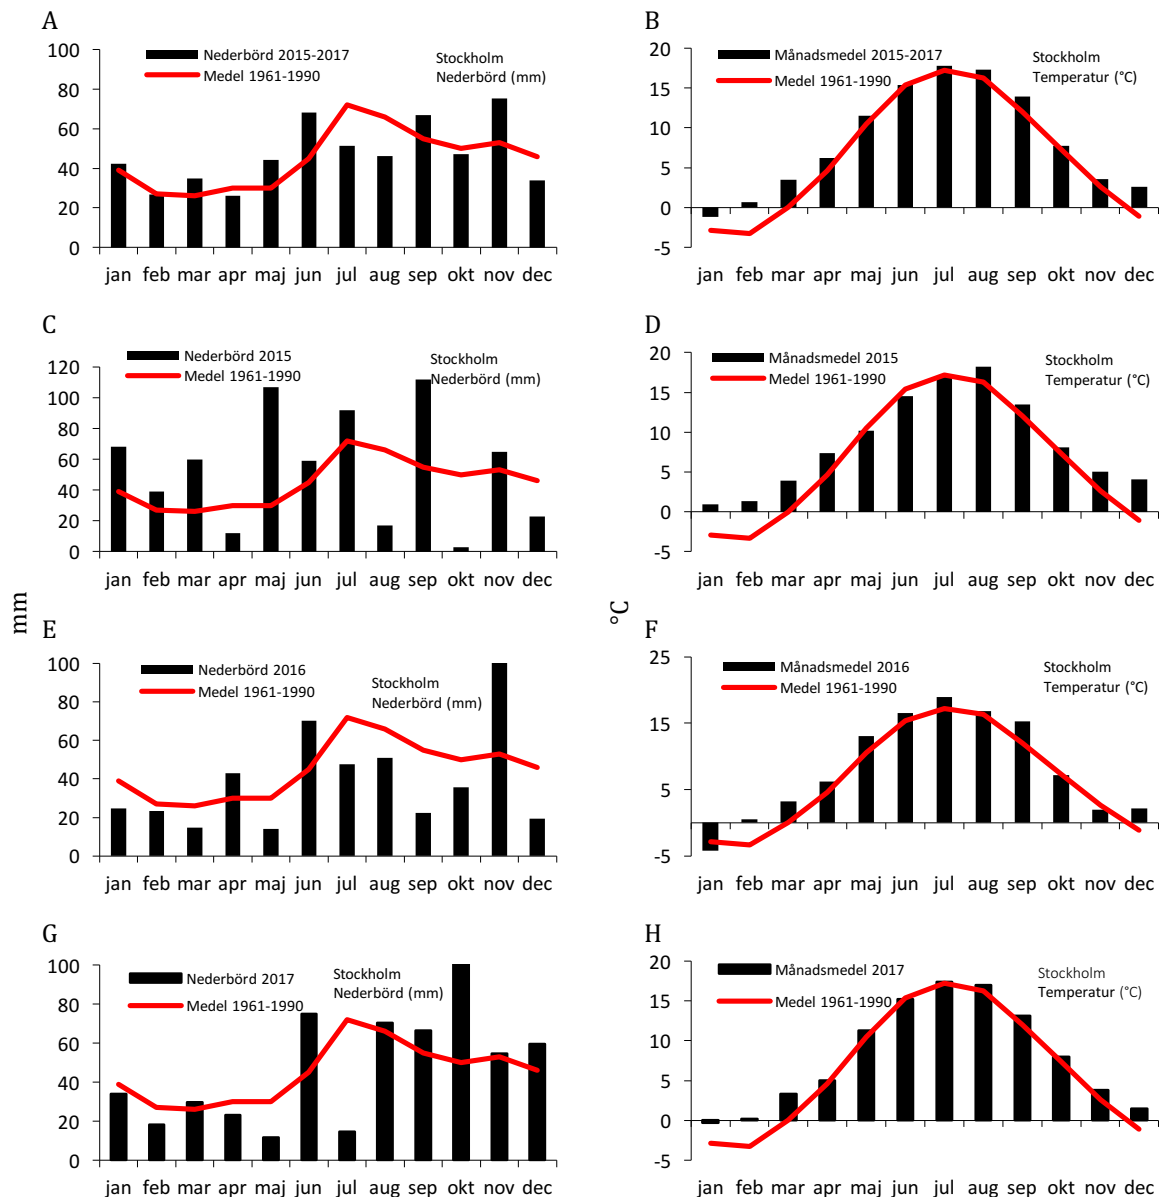 A
100
80
60
40
20
0
Nederbörd 2015-2017
Medel 1961-1990
Stockholm
Nederbörd (mm)
jan feb mar apr maj jun jul aug sep okt nov dec
B
20
15
10
5
0
-5
Månadsmedel 2015-2017
Medel 1961-1990
Stockholm
Temperatur (°C)
jan feb mar apr maj jun jul aug sep okt nov dec
C
120
100
80
60
40
20
0
Nederbörd 2015
Medel 1961-1990
Stockholm
Nederbörd (mm)
jan feb mar apr maj jun jul aug sep okt nov dec
D
20
15
10
5
0
-5
Månadsmedel 2015
Medel 1961-1990
Stockholm
Temperatur (°C)
jan feb mar apr maj jun jul aug sep okt nov dec
mm
°C
E
100
80
60
40
20
0
Nederbörd 2016
Medel 1961-1990
Stockholm
Nederbörd (mm)
jan feb mar apr maj jun jul aug sep okt nov dec
F
25
15
5
-5
Månadsmedel 2016
Medel 1961-1990
Stockholm
Temperatur (°C)
jan feb mar apr maj jun jul aug sep okt nov dec
G
100
80
60
40
20
0
Nederbörd 2017
Medel 1961-1990
Stockholm
Nederbörd (mm)
jan feb mar apr maj jun jul aug sep okt nov dec
H
20
15
10
5
0
-5
Månadsmedel 2017
Medel 1961-1990
Stockholm
Temperatur (°C)
jan feb mar apr maj jun jul aug sep okt nov dec